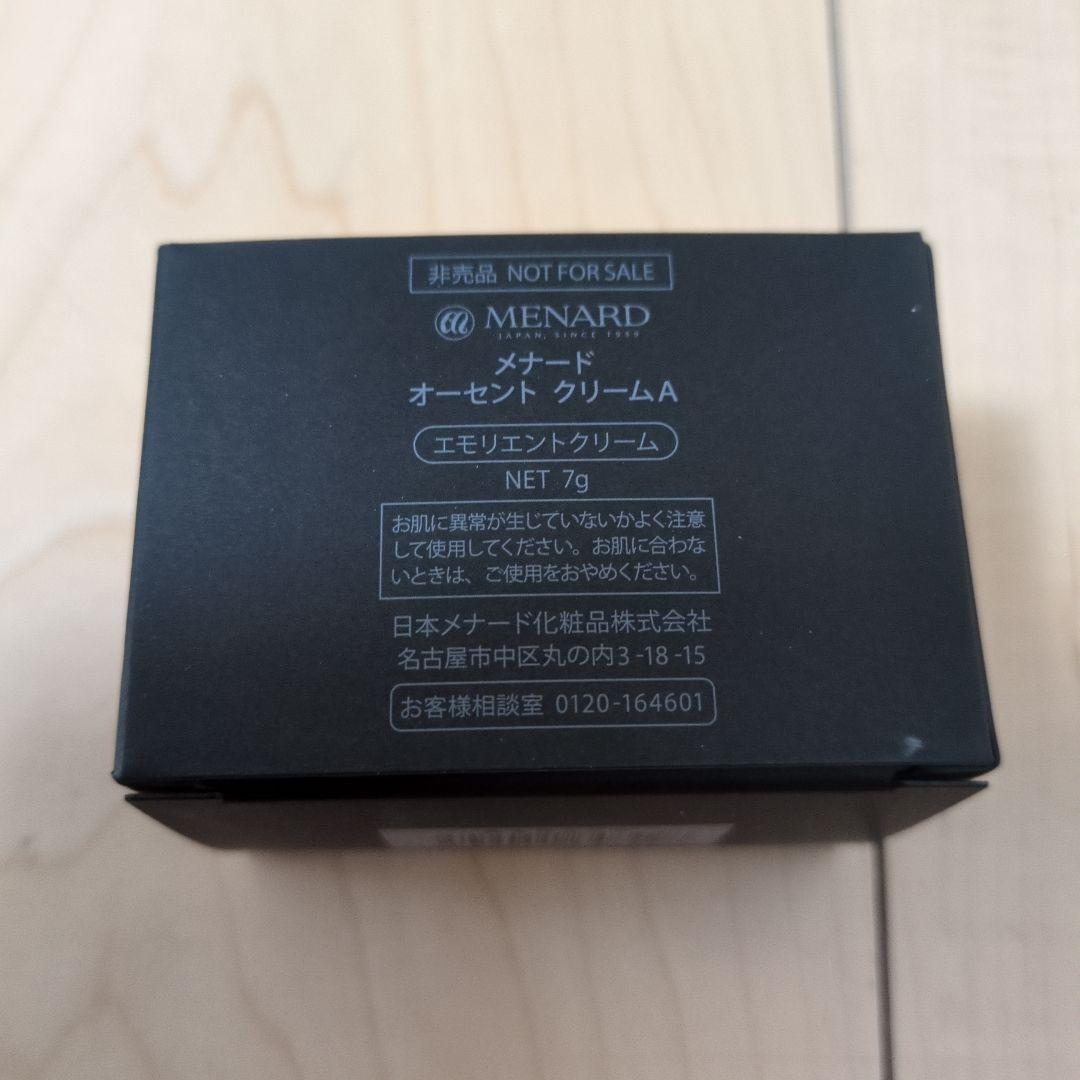 非売品 NOT FOR SALE
MENARD
JAPAN, SINCE 1959
メナード
オーセント クリームA
エモリエントクリーム
NET 7g
お肌に異常が生じていないかよく注意
して使用してください。お肌に合わな
いときは、ご使用をおやめください。
日本メナード化粧品株式会社
名古屋市中区丸の内3-18-15
お客様相談室 0120-164601